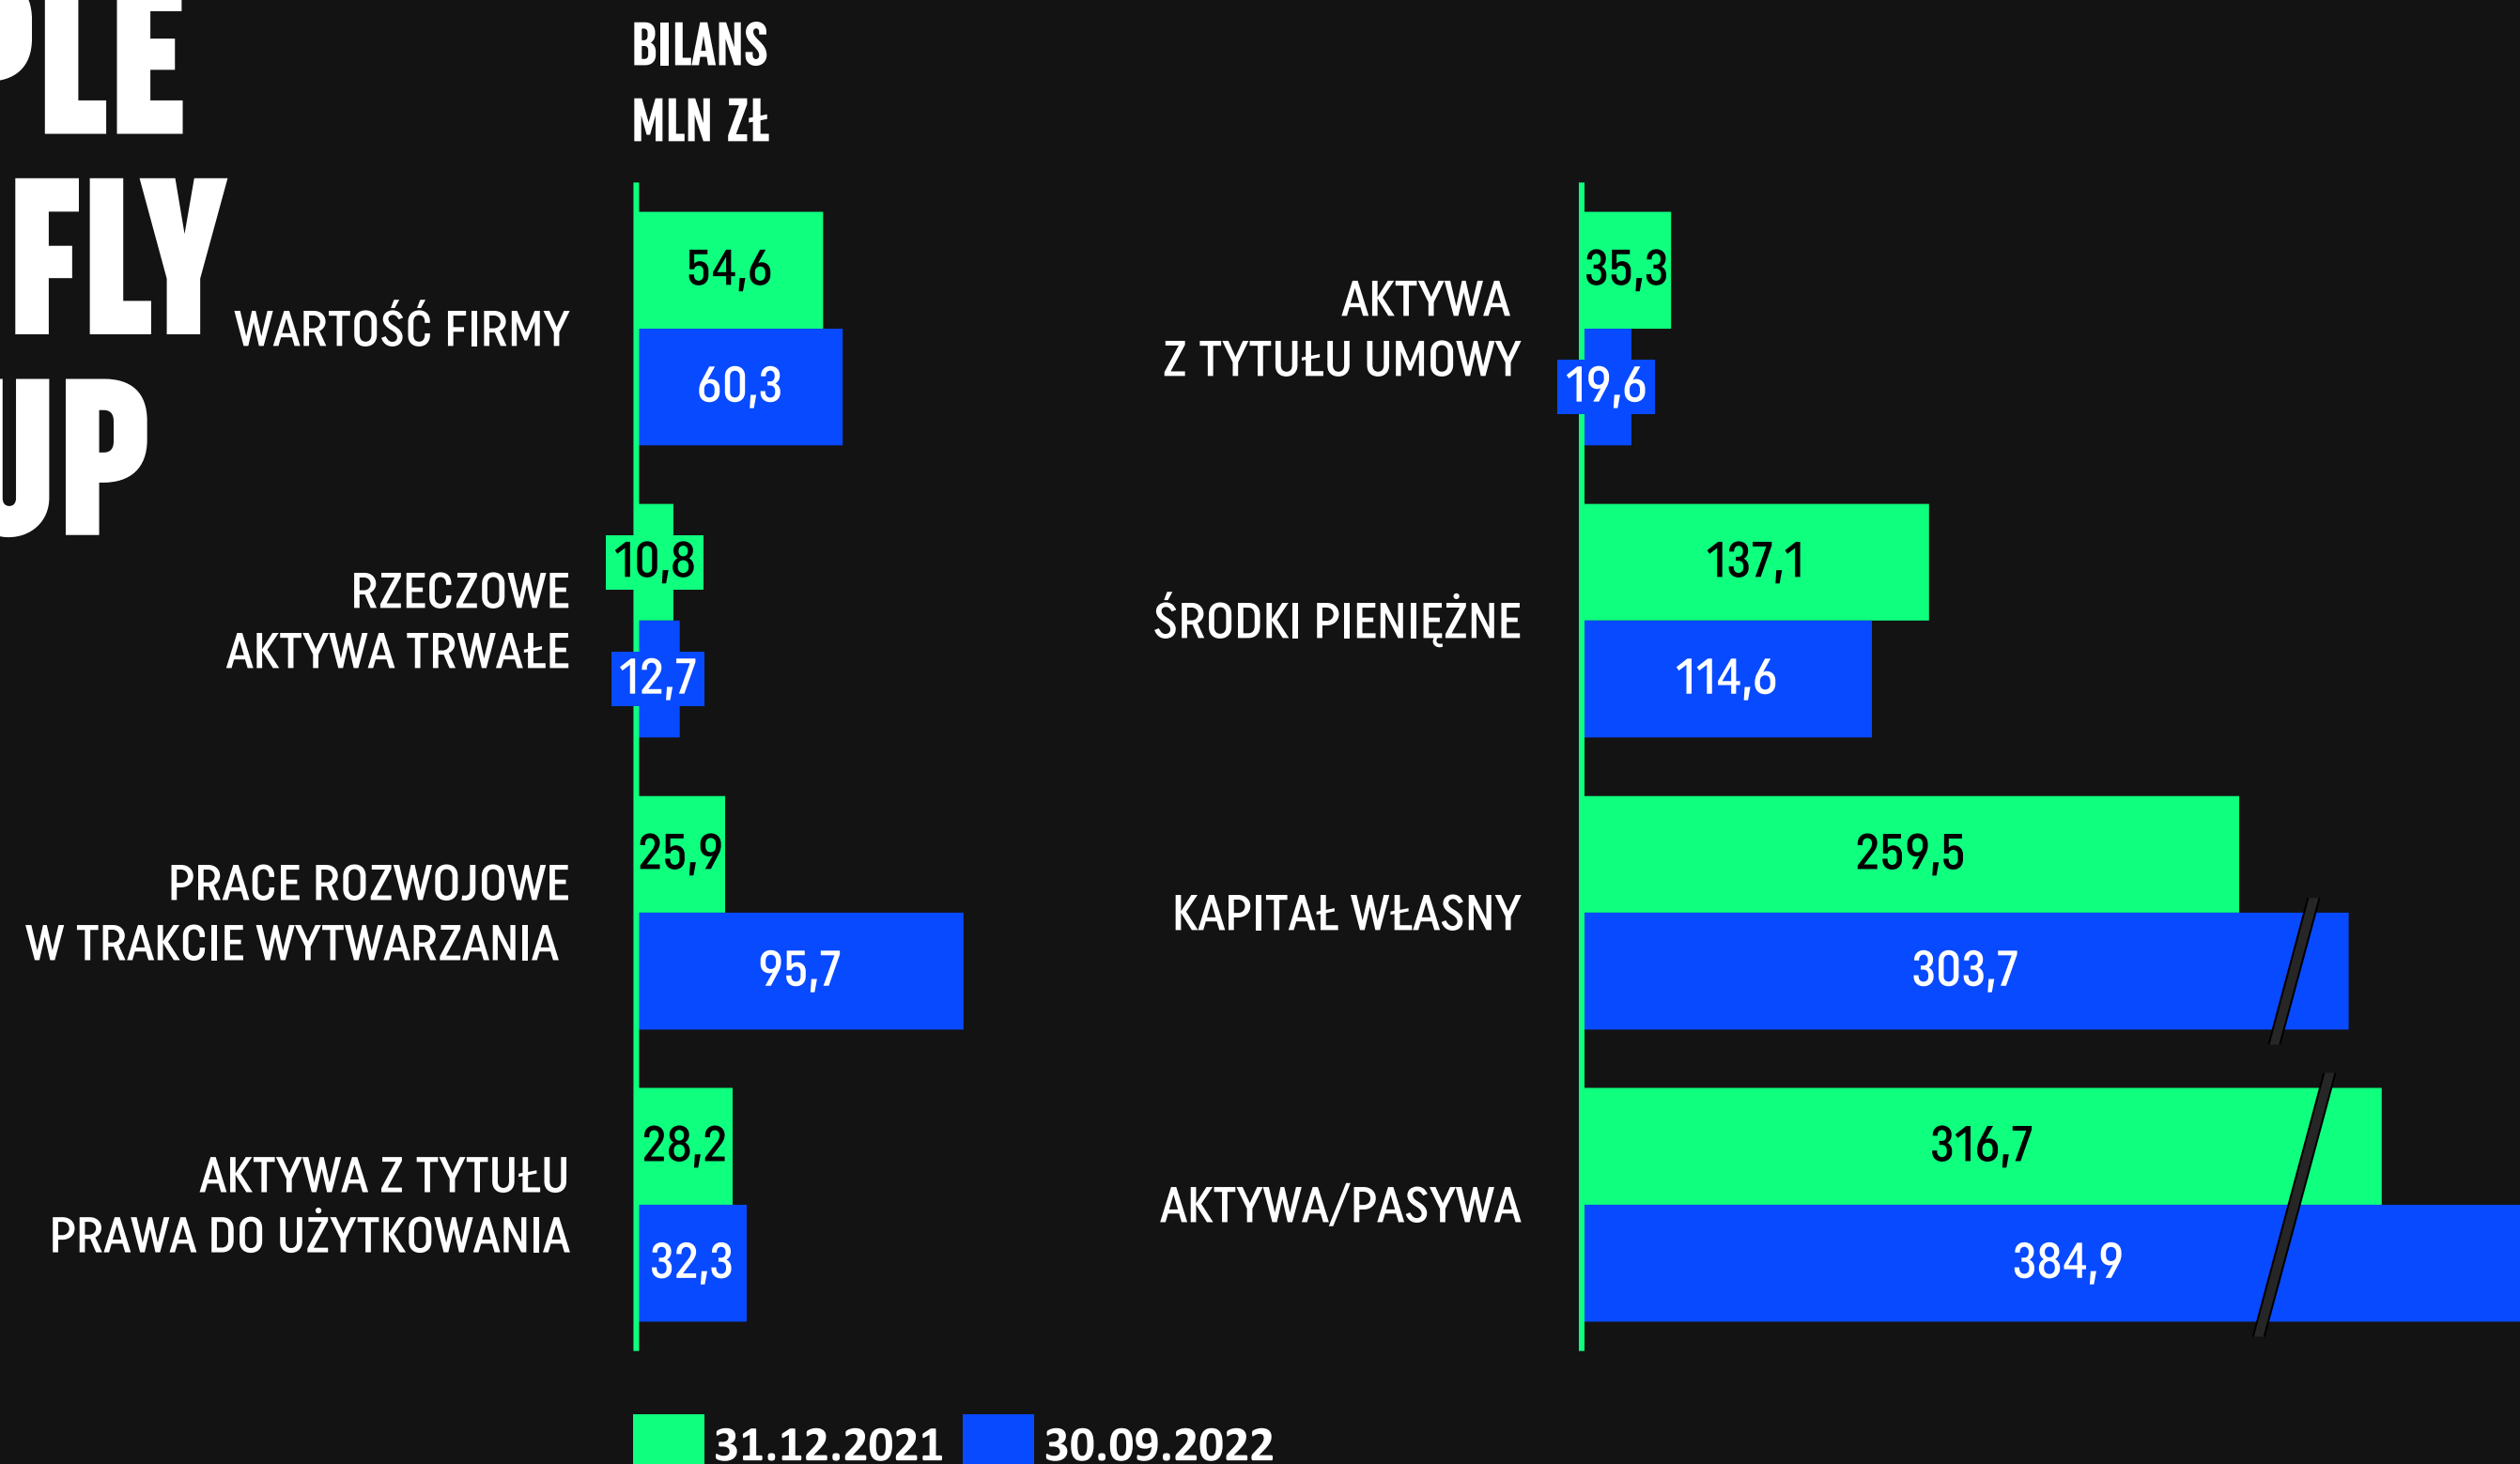 PLE
FLY
UP
BILANS
MLN ZŁ
WARTOŚĆ FIRMY
54,6
60,3
RZECZOWE
AKTYWA TRWAŁE
10,8
12,7
PRACE ROZWOJOWE
W TRAKCIE WYTWARZANIA
25,9
95,7
AKTYWA Z TYTUŁU
PRAWA DO UŻYTKOWANIA
28,2
32,3
AKTYWA
Z TYTUŁU UMOWY
35,3
19,6
ŚRODKI PIENIĘŻNE
137,1
114,6
KAPITAŁ WŁASNY
259,5
303,7
AKTYWA/PASYWA
316,7
384,9
31.12.2021
30.09.2022